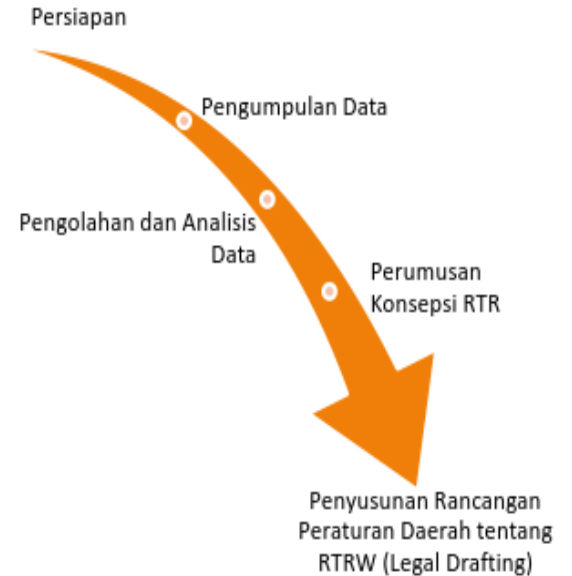 Persiapan
Pengumpulan Data
Pengolahan dan Analisis
Data
Perumusan
Konsepsi RTR
Penyusunan Rancangan
Peraturan Daerah tentang
RTRW (Legal Drafting)